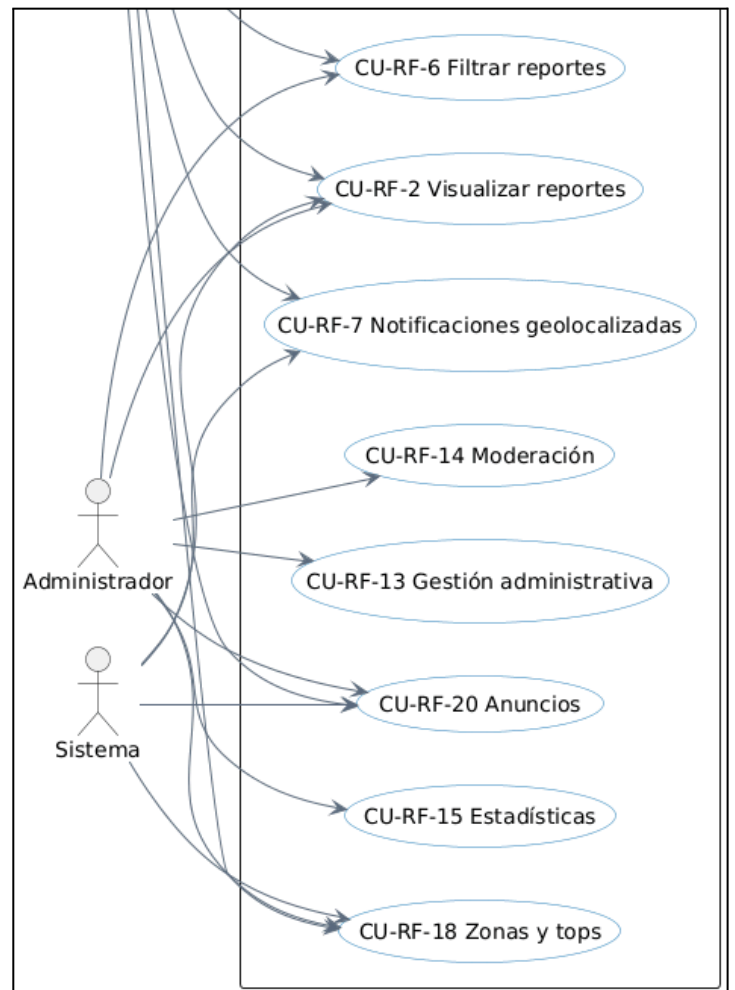 CU-RF-6 Filtrar reportes
CU-RF-2 Visualizar reportes
CU-RF-7 Notificaciones geolocalizadas
CU-RF-14 Moderación
CU-RF-13 Gestión administrativa
Administrador
CU-RF-20 Anuncios
Sistema
CU-RF-15 Estadísticas
CU-RF-18 Zonas y tops